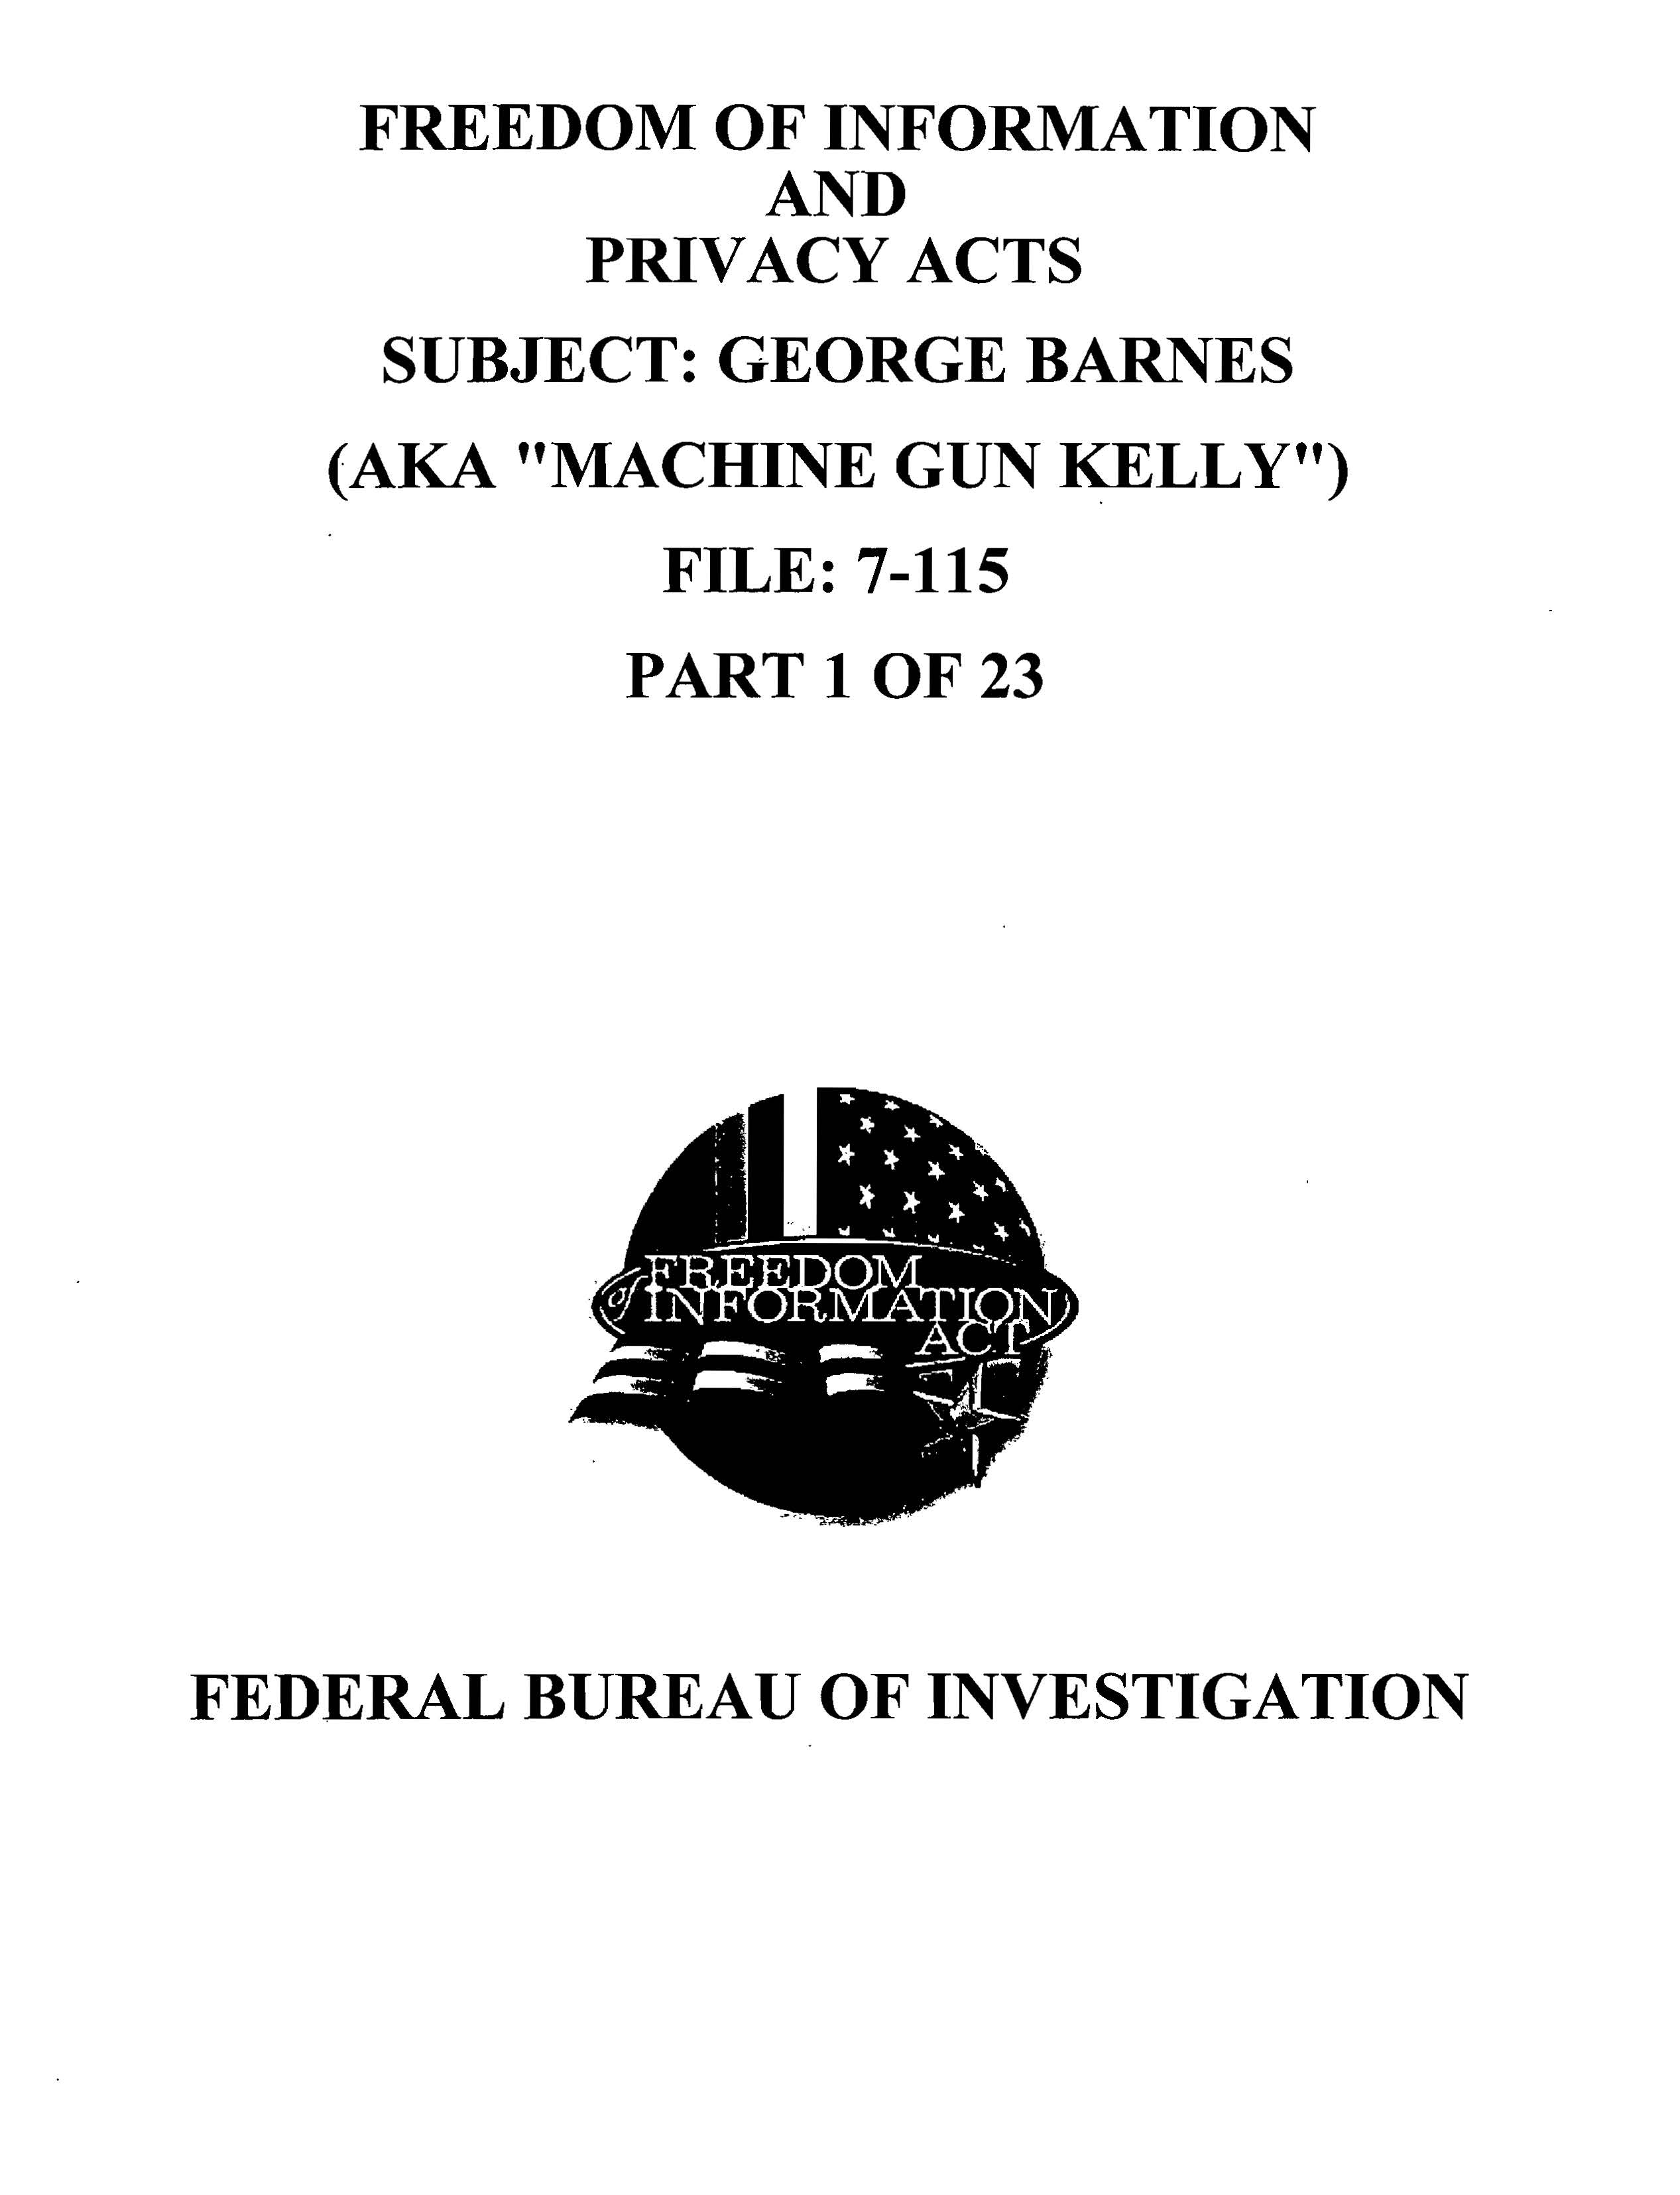 FREEDOM OF INFORMATION
AND
PRIVACY ACTS
SUBJECT: GEORGE BARNES
(AKA "MACHINE GUN KELLY")
FILE: 7-115
PART 1 OF 23
FREEDOM
of INFORMATION
ACT
FEDERAL BUREAU OF INVESTIGATION